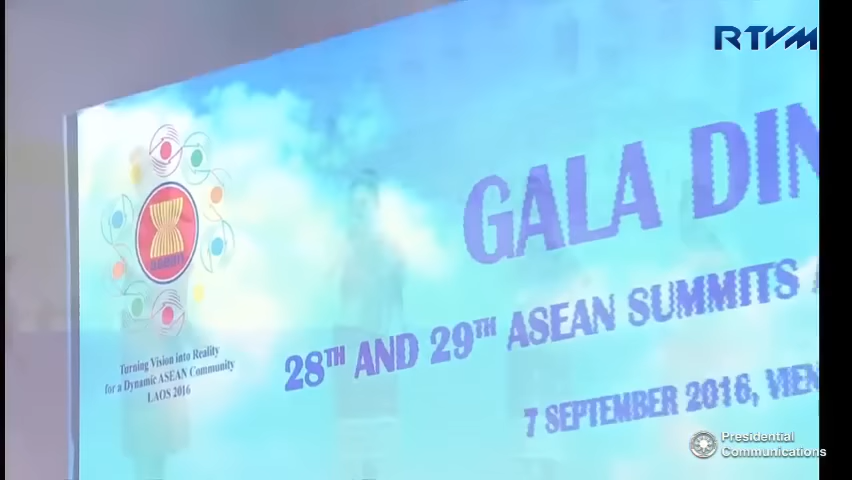 RTVM
GALA DIN
28TH AND 29TH ASEAN SUMMITS
7 SEPTEMBER 2016, VIEN
Turning Vision into Reality
for a Dynamic ASEAN Community
LAOS 2016
Presidential
Communications